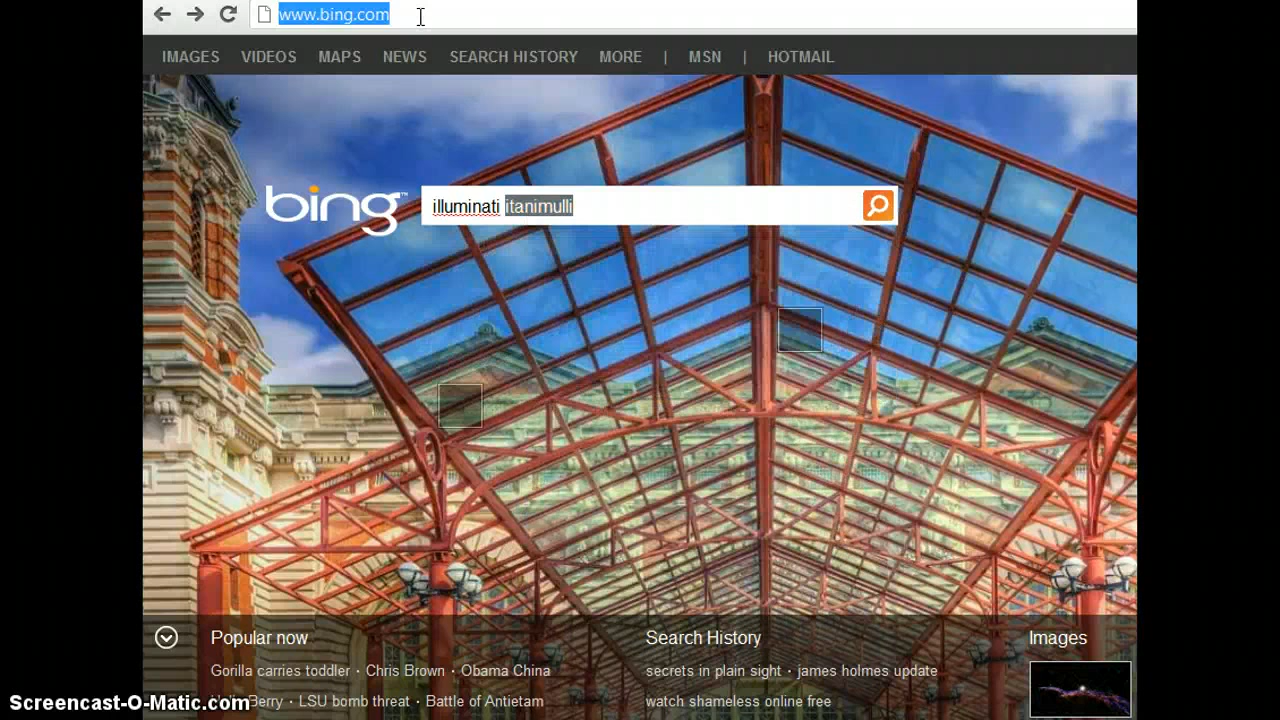 www.bing.com
IMAGES VIDEOS MAPS NEWS SEARCH HISTORY MORE | MSN | HOTMAIL
bing™ illuminati itanimulli
Popular now Search History Images
Gorilla carries toddler · Chris Brown · Obama China secrets in plain sight · james holmes update
Berry · LSU bomb threat · Battle of Antietam watch shameless online free
Screencast-O-Matic.com